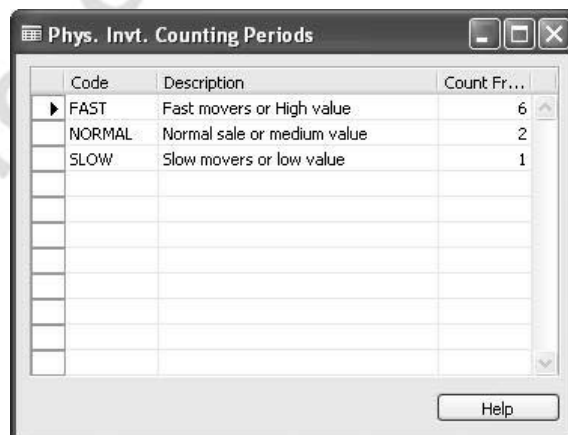 Phys. Invt. Counting Periods
Code Description Count Fr...
FAST Fast movers or High value 6
NORMAL Normal sale or medium value 2
SLOW Slow movers or low value 1
Help